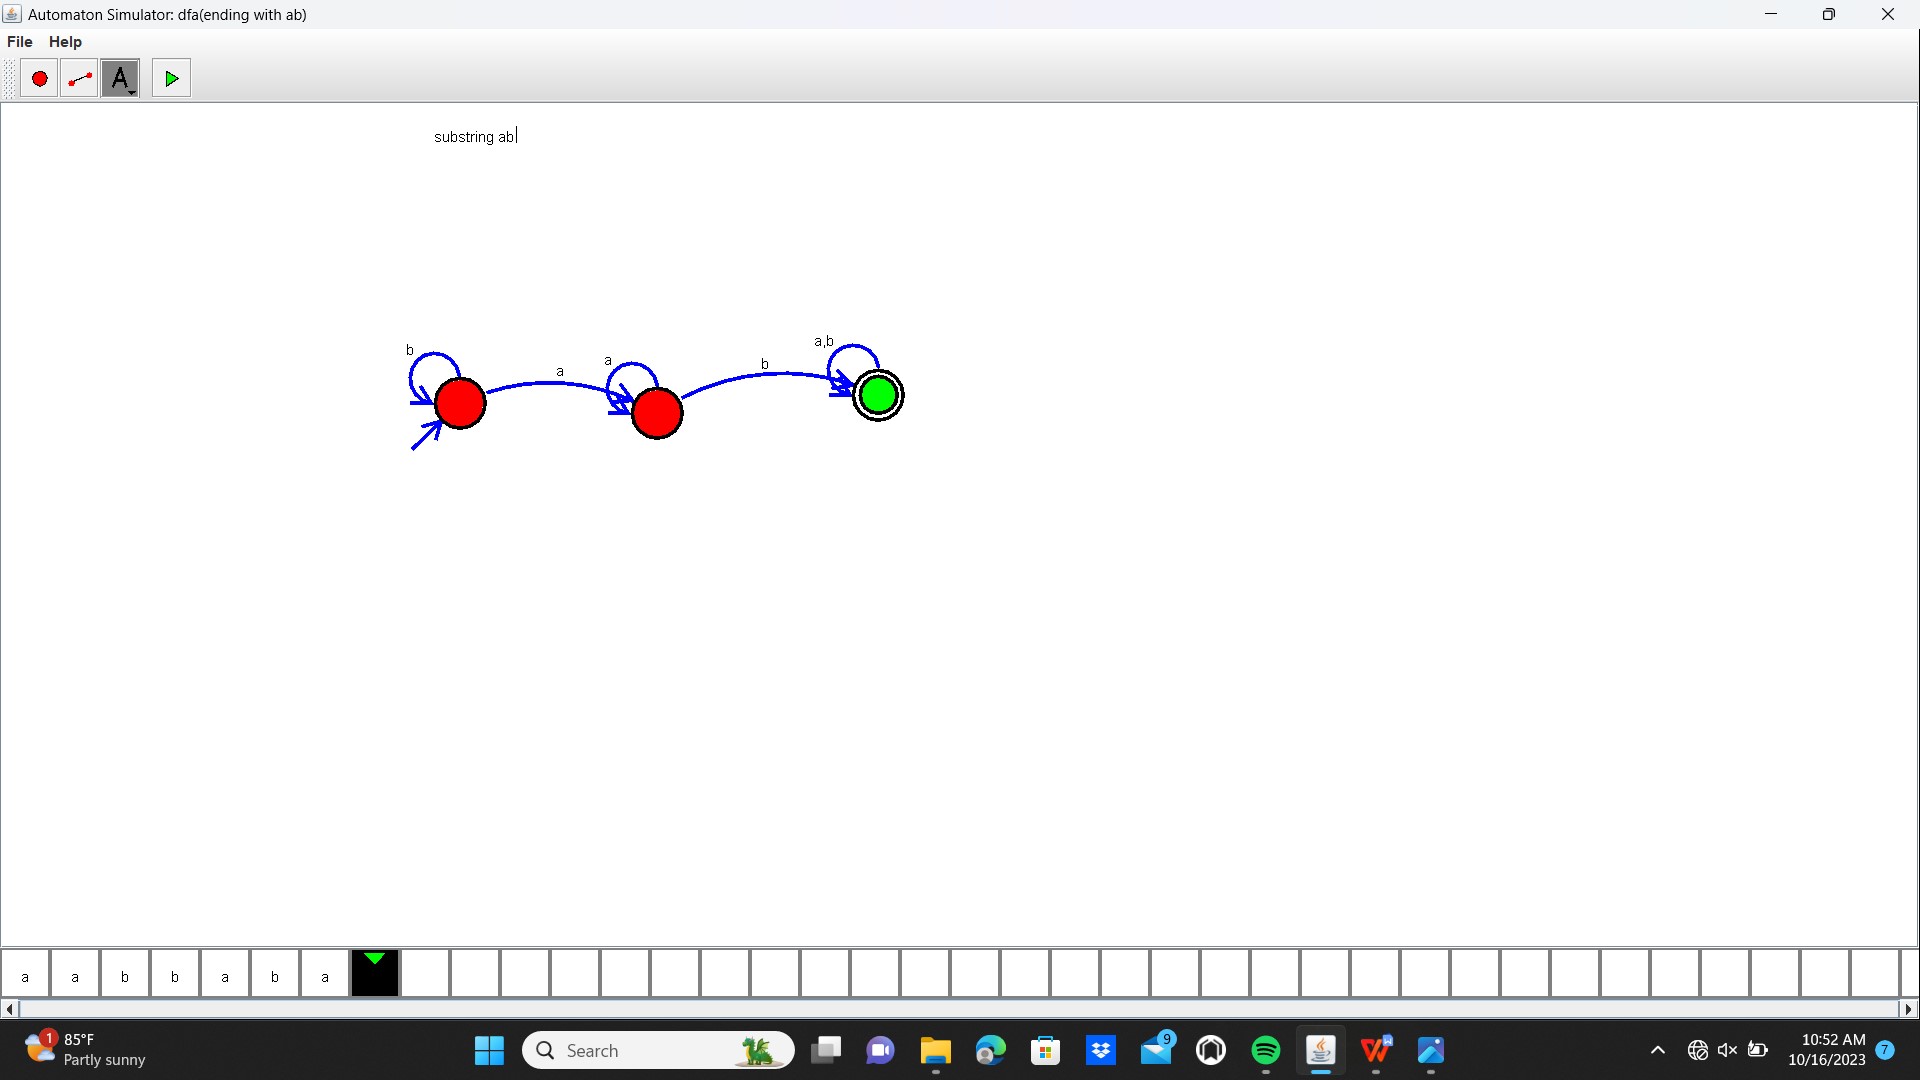 Automaton Simulator: dfa(ending with ab)
File Help
A
substring ab
b
a
a
b
a,b
a a b b a b a
1 85°F
Partly sunny
Search
9
10:52 AM
10/16/2023
7